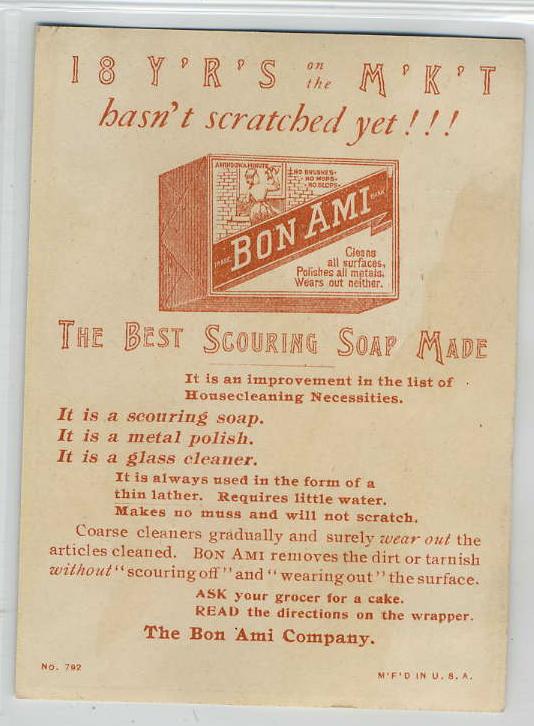 18 Y'R'S on the M'K'T
hasn't scratched yet!!!
A WINDOW A MINUTE
NO BRUSHES-
-NO MOPS-
-NO SLOPS-
TRADE BON AMI MARK
Cleans
all surfaces,
Polishes all metals.
Wears out neither.
THE BEST SCOURING SOAP MADE
It is an improvement in the list of
Housecleaning Necessities.
It is a scouring soap.
It is a metal polish.
It is a glass cleaner.
It is always used in the form of a
thin lather. Requires little water.
Makes no muss and will not scratch.
Coarse cleaners gradually and surely wear out the
articles cleaned. BON AMI removes the dirt or tarnish
without "scouring off" and "wearing out" the surface.
ASK your grocer for a cake.
READ the directions on the wrapper.
The Bon Ami Company.
No. 792
M'F'D IN U. S. A.